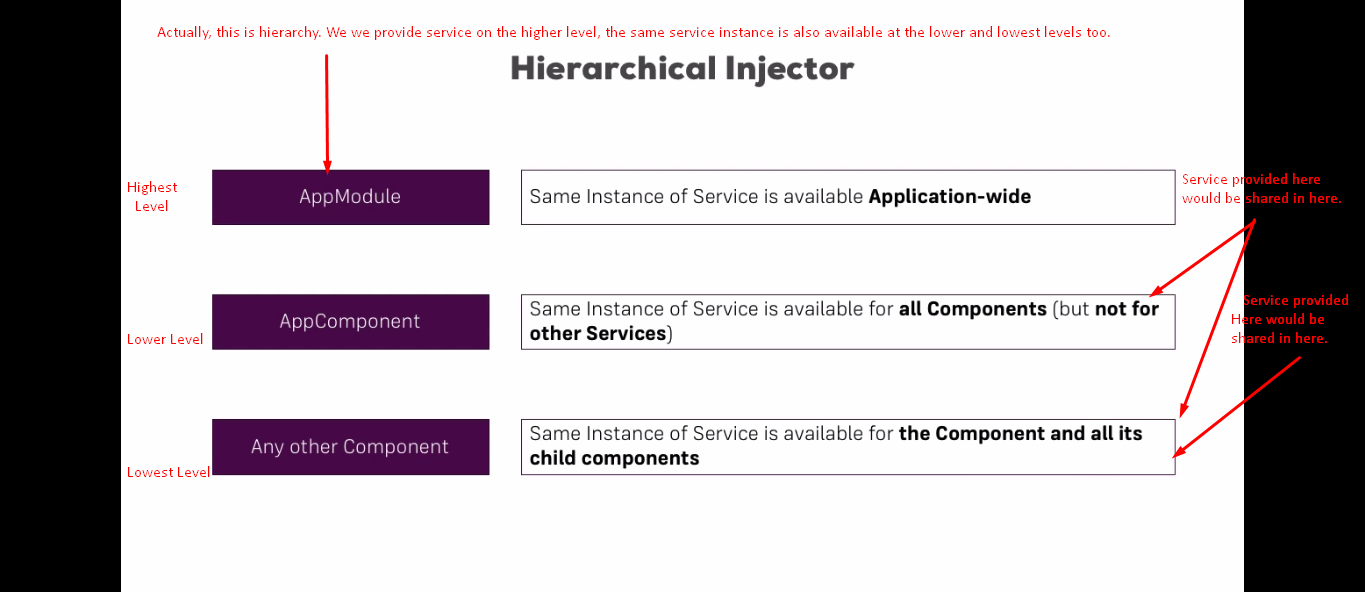 Actually, this is hierarchy. We we provide service on the higher level, the same service instance is also available at the lower and lowest levels too.
Hierarchical Injector
Highest
Level
AppModule
Same Instance of Service is available Application-wide
Service provided here
would be shared in here.
Lower Level
AppComponent
Same Instance of Service is available for all Components (but not for
other Services)
Service provided
Here would be
shared in here.
Lowest Level
Any other Component
Same Instance of Service is available for the Component and all its
child components